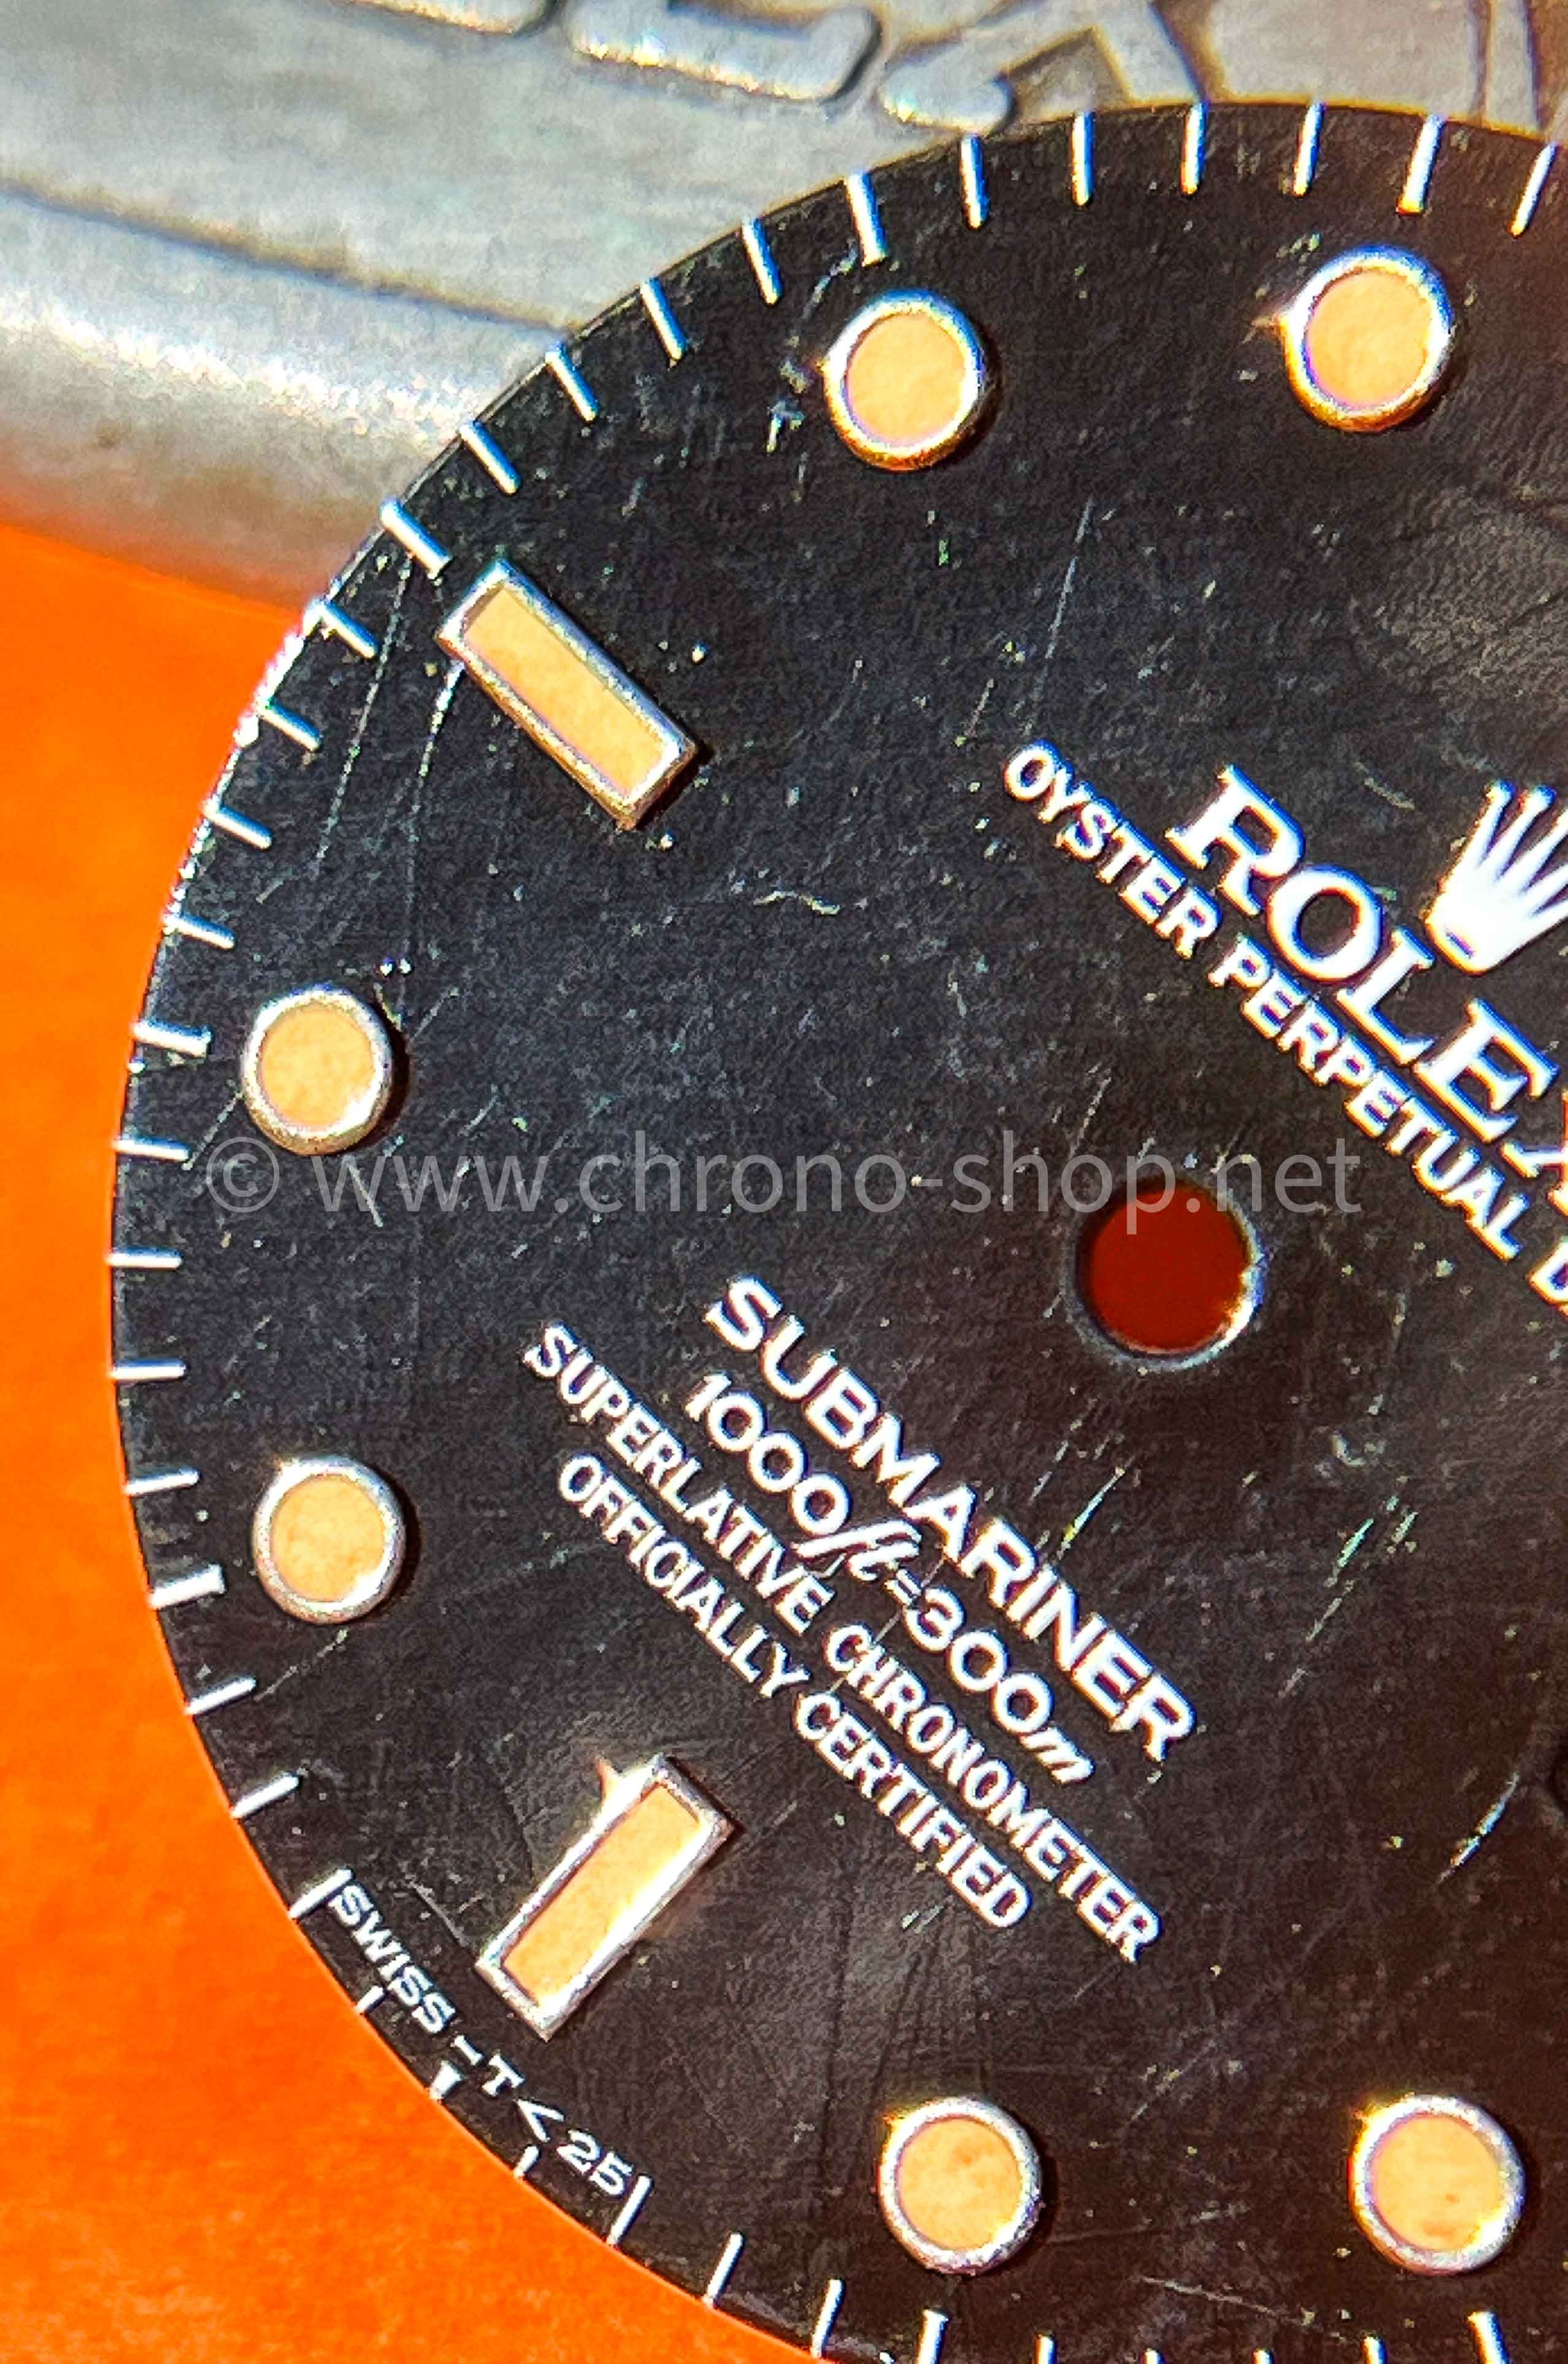 ROLEX
OYSTER PERPETUAL
© www.chrono-shop.net
SUBMARINER
1000ft=300m
SUPERLATIVE CHRONOMETER
OFFICIALLY CERTIFIED
SWISS-T<25